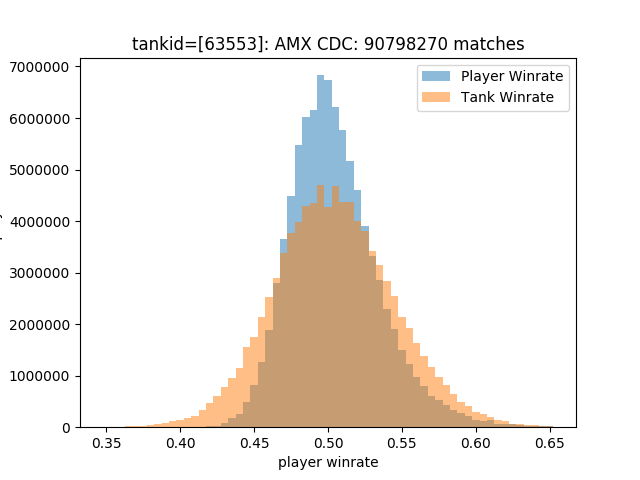 tankid=[63553]: AMX CDC: 90798270 matches
7000000
6000000
5000000
4000000
3000000
2000000
1000000
0
Player Winrate
Tank Winrate
0.35 0.40 0.45 0.50 0.55 0.60 0.65
player winrate